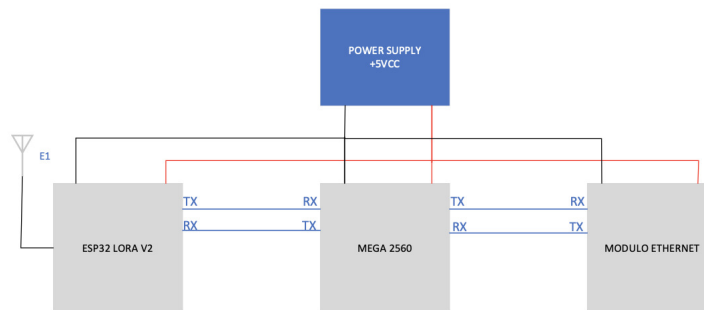 POWER SUPPLY
+5VCC
E1
TX RX TX RX
RX TX RX TX
ESP32 LORA V2 MEGA 2560 MODULO ETHERNET